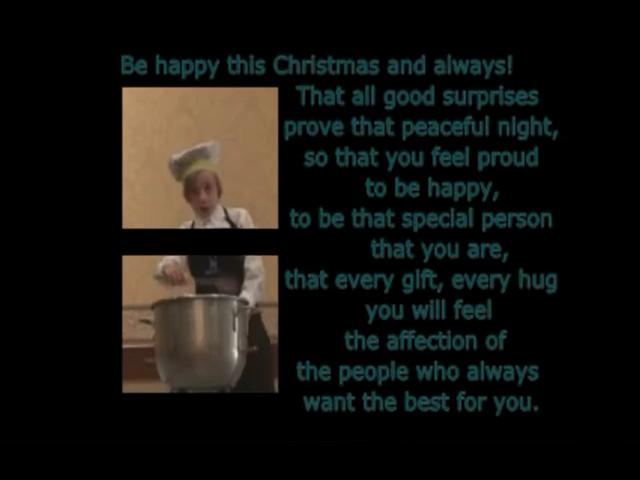 Be happy this Christmas and always!
That all good surprises
prove that peaceful night,
so that you feel proud
to be happy,
to be that special person
that you are,
that every gift, every hug
you will feel
the affection of
the people who always
want the best for you.